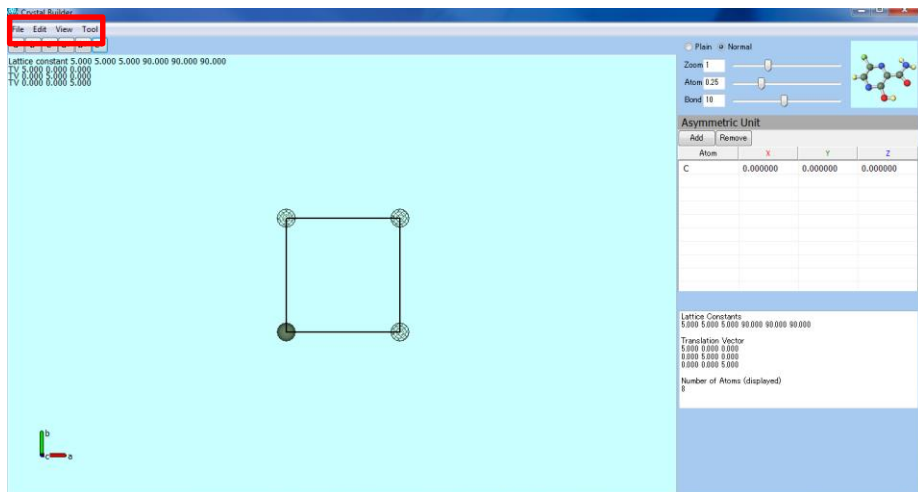 Crystal Builder
File Edit View Tool
Lattice constant 5.000 5.000 5.000 90.000 90.000 90.000
TV 5.000 0.000 0.000
TV 0.000 5.000 0.000
TV 0.000 0.000 5.000
Plain Normal
Zoom 1
Atom 0.25
Bond 10
Asymmetric Unit
Add Remove
Atom X Y Z
C 0.000000 0.000000 0.000000
Lattice Constants
5.000 5.000 5.000 90.000 90.000 90.000
Translation Vector
5.000 0.000 0.000
0.000 5.000 0.000
0.000 0.000 5.000
Number of Atoms (displayed)
8
b
c a